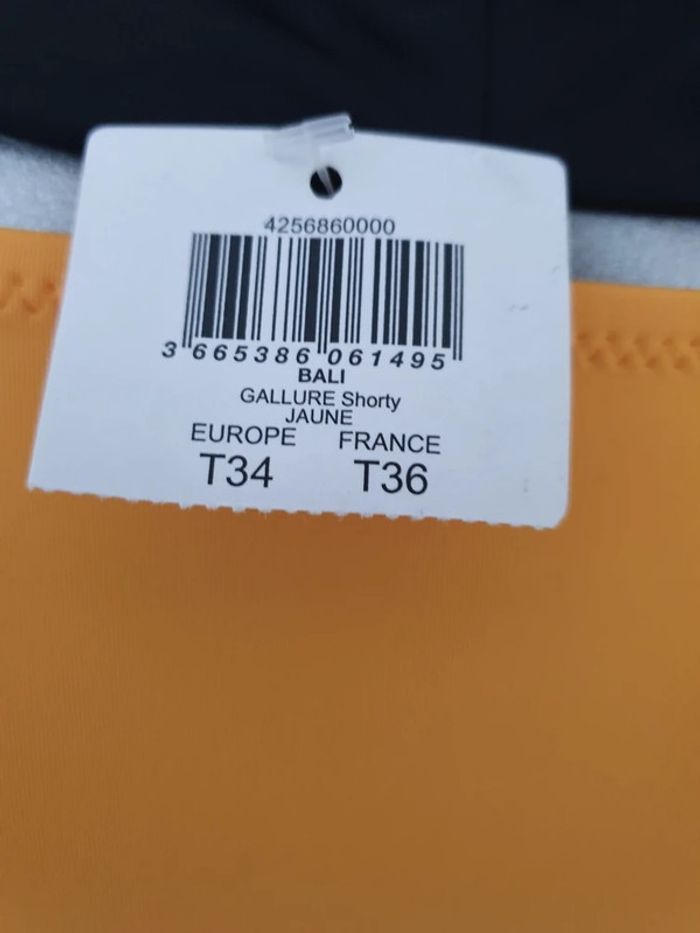 4256860000
3 665386 061495
BALI
GALLURE Shorty
JAUNE
EUROPE FRANCE
T34 T36